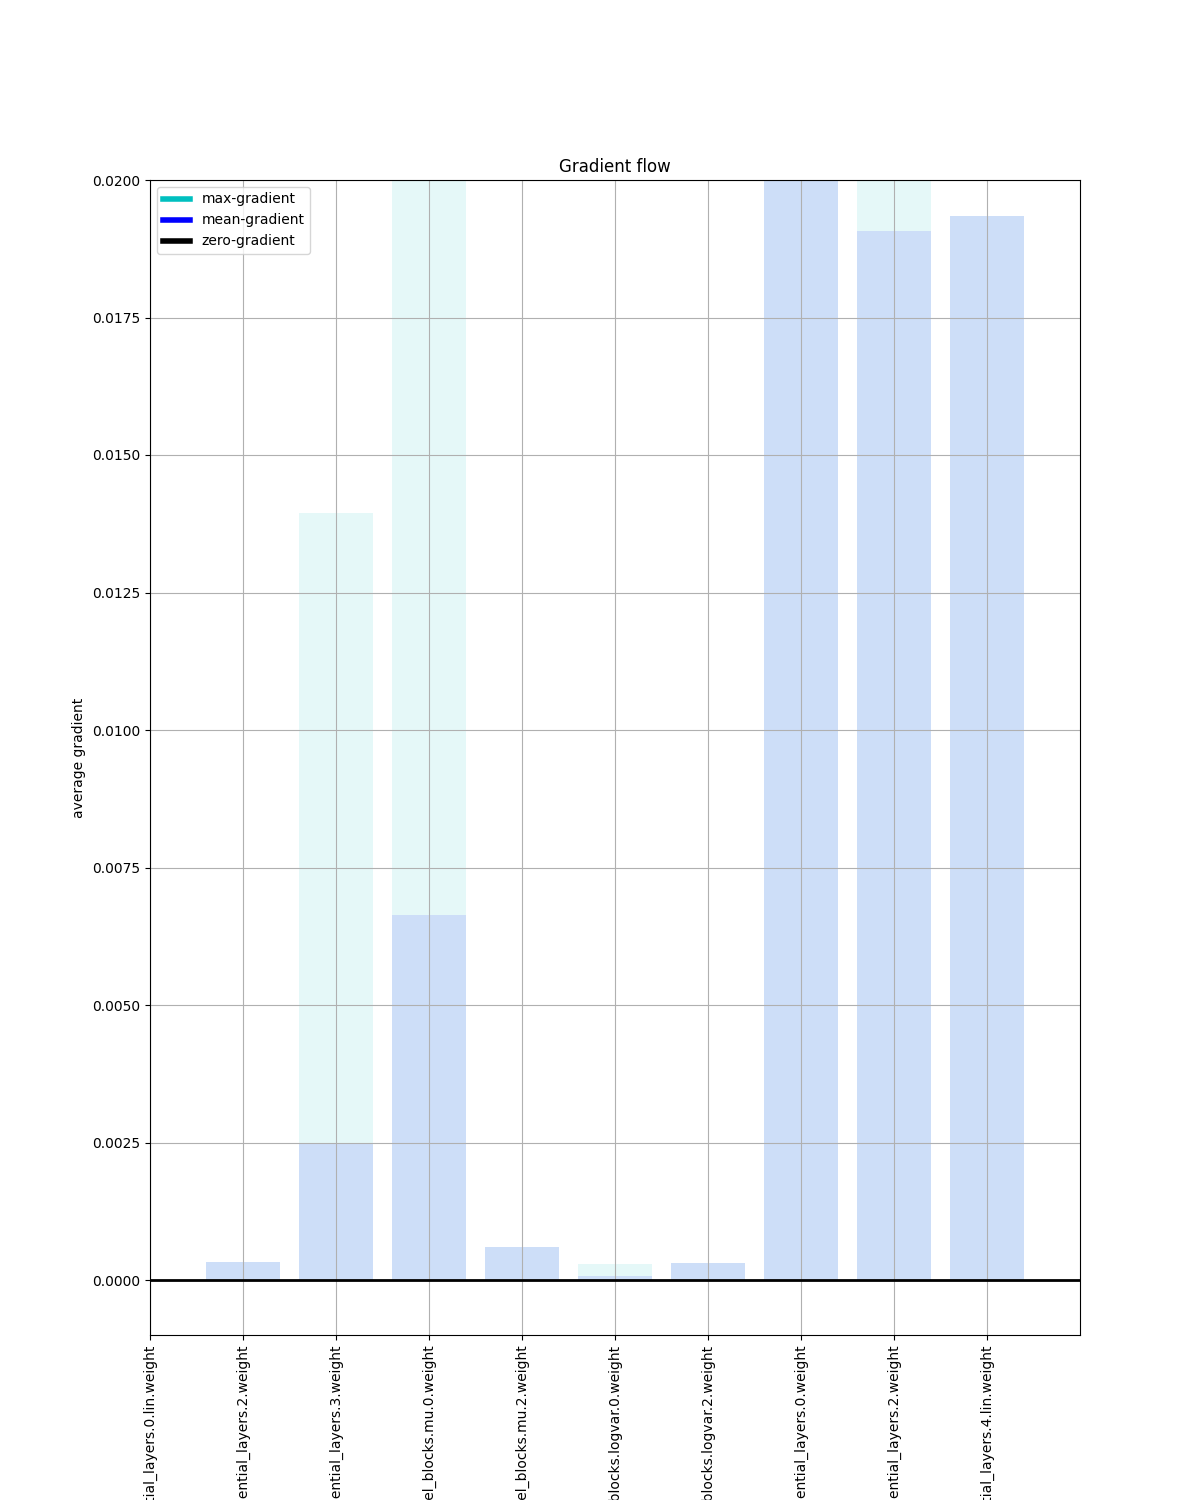 Gradient flow
max-gradient
mean-gradient
zero-gradient
0.0200
0.0175
0.0150
0.0125
0.0100
0.0075
0.0050
0.0025
0.0000
average gradient
tial_layers.0.lin.weight
ential_layers.2.weight
ential_layers.3.weight
el_blocks.mu.0.weight
el_blocks.mu.2.weight
blocks.logvar.0.weight
blocks.logvar.2.weight
ential_layers.0.weight
ential_layers.2.weight
tial_layers.4.lin.weight